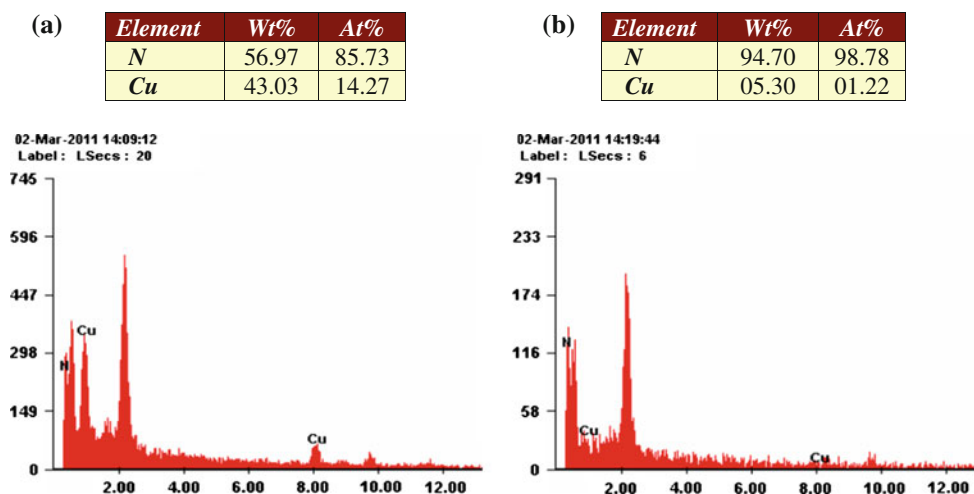 (a)
Element Wt% At%
N 56.97 85.73
Cu 43.03 14.27
02-Mar-2011 14:09:12
Label : LSecs : 20
745
596
447
298
149
0
N
Cu
Cu
2.00 4.00 6.00 8.00 10.00 12.00
(b)
Element Wt% At%
N 94.70 98.78
Cu 05.30 01.22
02-Mar-2011 14:19:44
Label : LSecs : 6
291
233
174
116
58
0
N
Cu
Cu
2.00 4.00 6.00 8.00 10.00 12.00